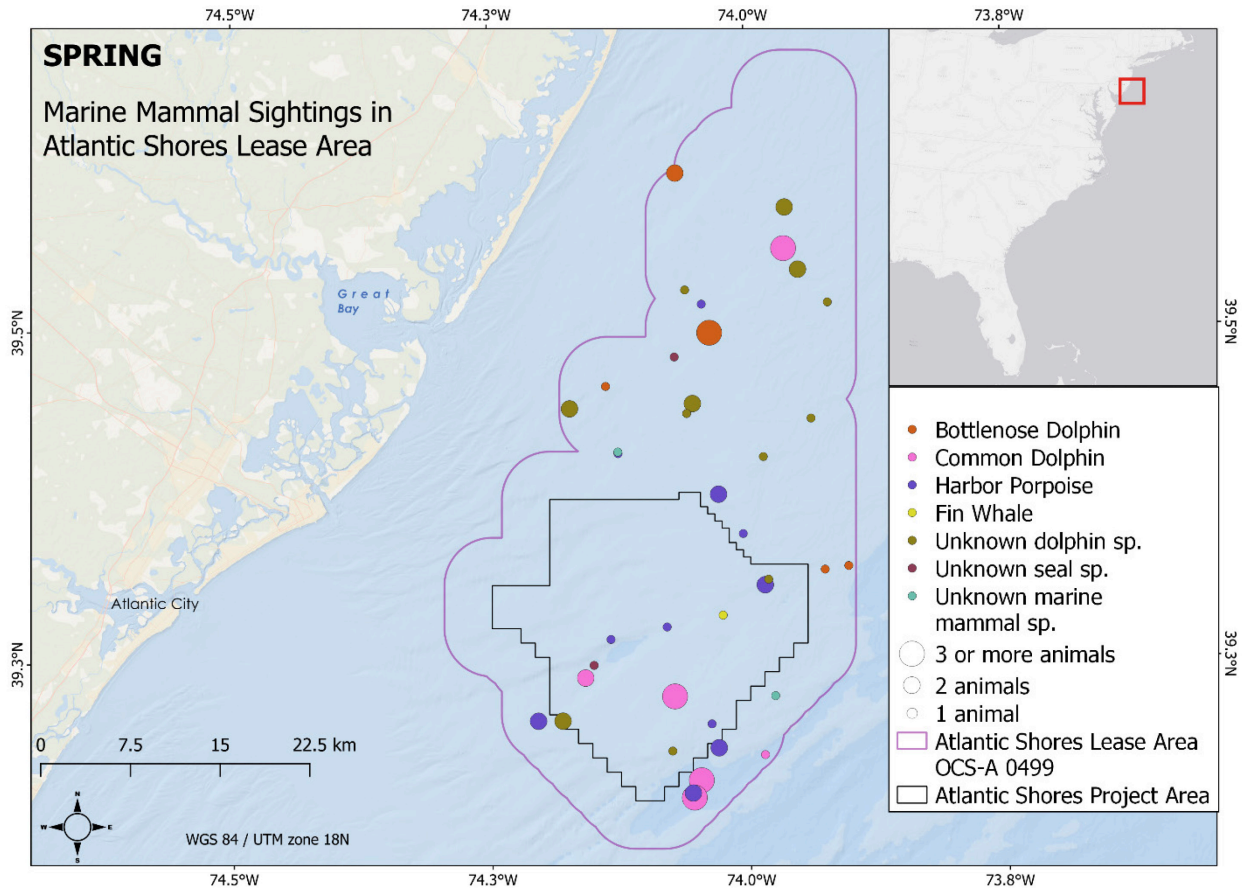 74.5°W
74.3°W
74.0°W
73.8°W
SPRING
Marine Mammal Sightings in
Atlantic Shores Lease Area
Great
Bay
39.5°N
39.5°N
Bottlenose Dolphin
Common Dolphin
Harbor Porpoise
Fin Whale
Unknown dolphin sp.
Unknown seal sp.
Unknown marine
mammal sp.
3 or more animals
2 animals
1 animal
Atlantic Shores Lease Area
OCS-A 0499
Atlantic Shores Project Area
Atlantic City
39.3°N
39.3°N
0 7.5 15 22.5 km
N
W E
S
WGS 84 / UTM zone 18N
74.5°W
74.3°W
74.0°W
73.8°W